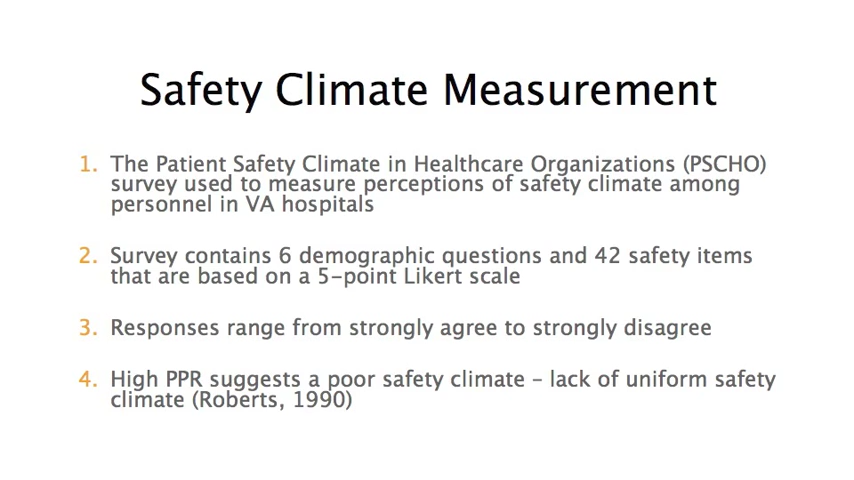 Safety Climate Measurement
1. The Patient Safety Climate in Healthcare Organizations (PSCHO)
survey used to measure perceptions of safety climate among
personnel in VA hospitals
2. Survey contains 6 demographic questions and 42 safety items
that are based on a 5-point Likert scale
3. Responses range from strongly agree to strongly disagree
4. High PPR suggests a poor safety climate – lack of uniform safety
climate (Roberts, 1990)